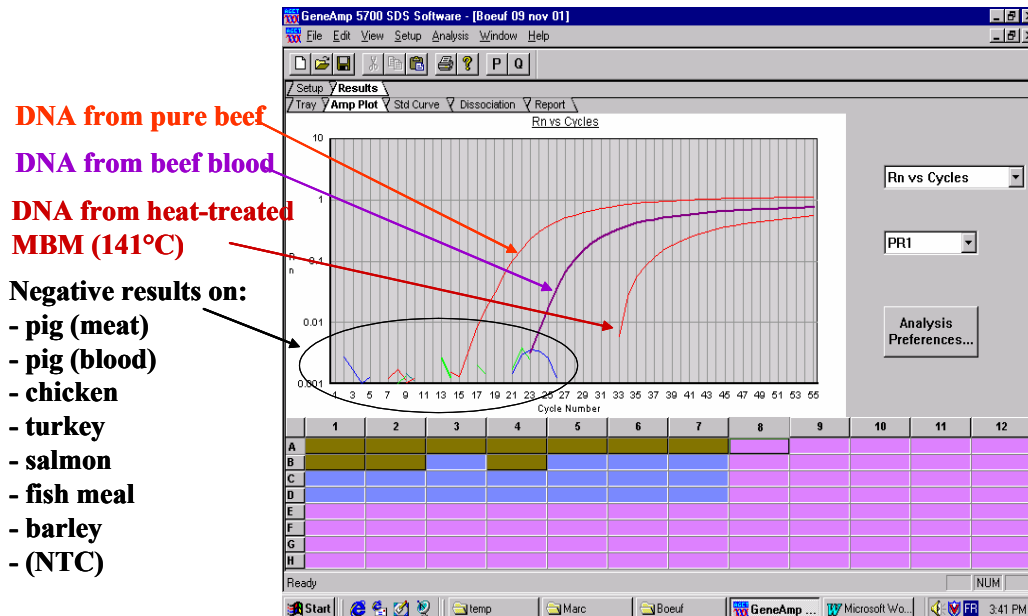 GeneAmp 5700 SDS Software - [Boeuf 09 nov 01]
File Edit View Setup Analysis Window Help
P Q
Setup Results
Tray Amp Plot Std Curve Dissociation Report
Rn vs Cycles
DNA from pure beef
DNA from beef blood
DNA from heat-treated
MBM (141°C)
Negative results on:
- pig (meat)
- pig (blood)
- chicken
- turkey
- salmon
- fish meal
- barley
- (NTC)
10
1
0.1
0.01
0.001
R
n
1 3 5 7 9 11 13 15 17 19 21 23 25 27 29 31 33 35 37 39 41 43 45 47 49 51 53 55
Cycle Number
Rn vs Cycles
PR1
Analysis
Preferences...
1 2 3 4 5 6 7 8 9 10 11 12
A
B
C
D
E
F
G
H
Ready NUM
Start temp Marc Boeuf GeneAmp ... Microsoft Wo... FR 3:41 PM